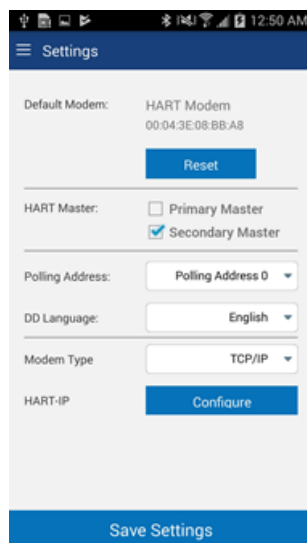 12:50 AM
Settings
Default Modem: HART Modem
00:04:3E:08:BB:A8
Reset
HART Master: Primary Master
Secondary Master
Polling Address: Polling Address 0
DD Language: English
Modem Type TCP/IP
HART-IP Configure
Save Settings